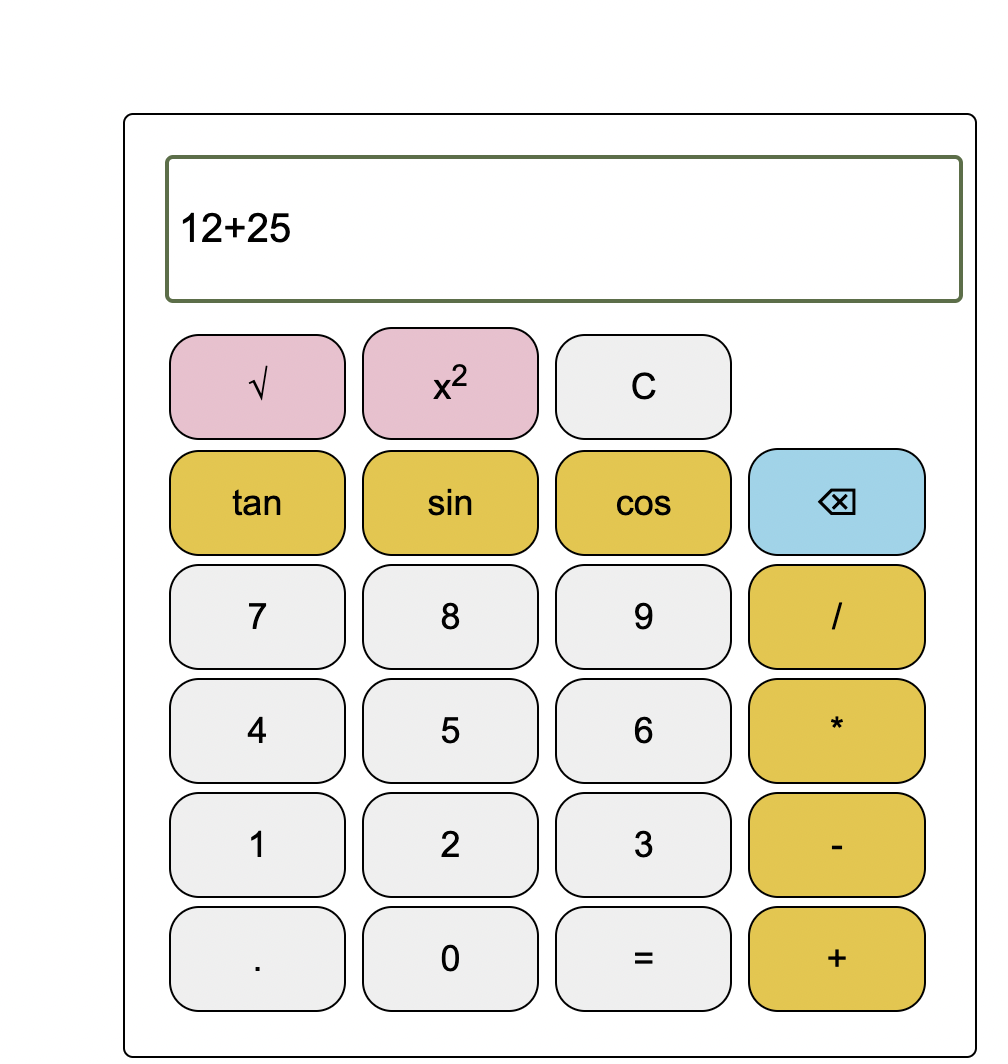 12+25
√ x² C
tan sin cos ⌫
7 8 9 /
4 5 6 *
1 2 3 -
. 0 = +